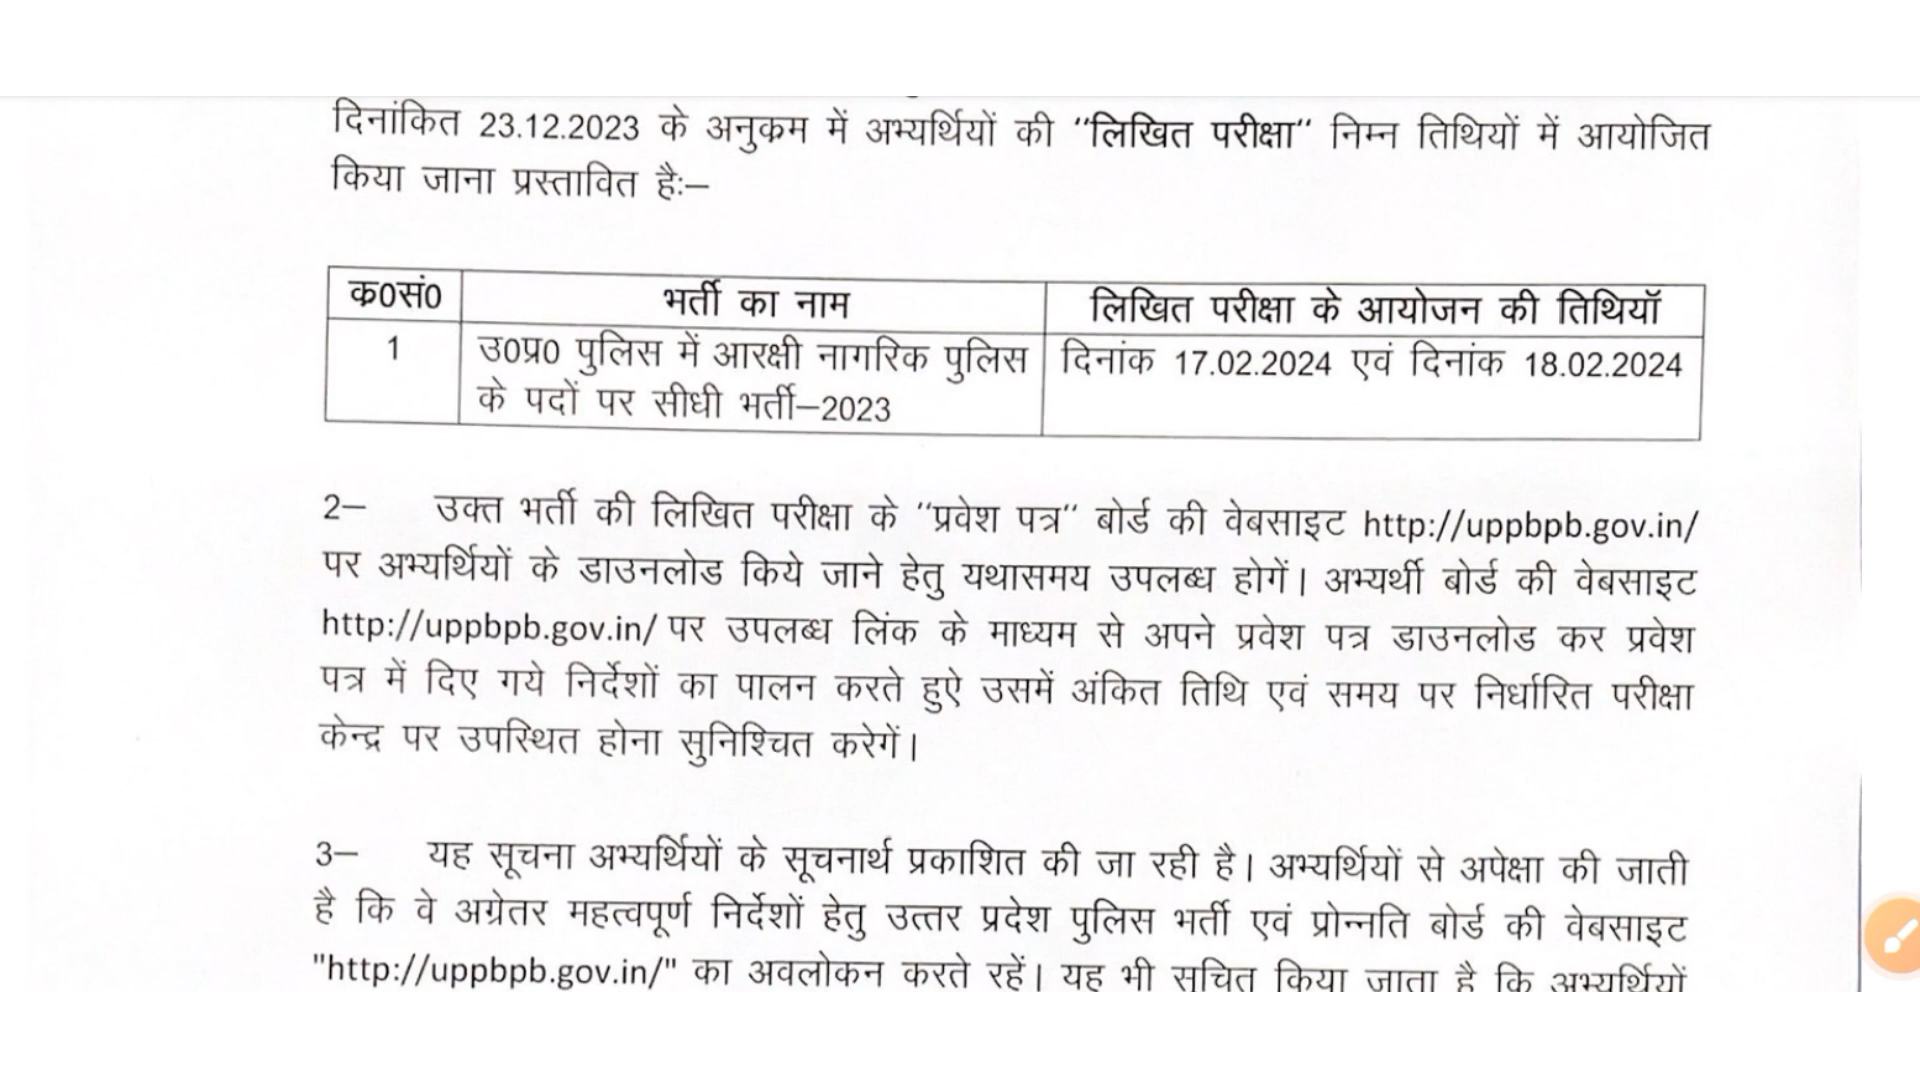 दिनांकित 23.12.2023 के अनुक्रम में अभ्यर्थियों की "लिखित परीक्षा" निम्न तिथियों में आयोजित
किया जाना प्रस्तावित हैः–
क0सं0 भर्ती का नाम लिखित परीक्षा के आयोजन की तिथियॉ
1 उ0प्र0 पुलिस में आरक्षी नागरिक पुलिस दिनांक 17.02.2024 एवं दिनांक 18.02.2024
के पदों पर सीधी भर्ती–2023
2– उक्त भर्ती की लिखित परीक्षा के "प्रवेश पत्र" बोर्ड की वेबसाइट http://uppbpb.gov.in/
पर अभ्यर्थियों के डाउनलोड किये जाने हेतु यथासमय उपलब्ध होगें। अभ्यर्थी बोर्ड की वेबसाइट
http://uppbpb.gov.in/ पर उपलब्ध लिंक के माध्यम से अपने प्रवेश पत्र डाउनलोड कर प्रवेश
पत्र में दिए गये निर्देशों का पालन करते हुऐ उसमें अंकित तिथि एवं समय पर निर्धारित परीक्षा
केन्द्र पर उपस्थित होना सुनिश्चित करेगें।
3– यह सूचना अभ्यर्थियों के सूचनार्थ प्रकाशित की जा रही है। अभ्यर्थियों से अपेक्षा की जाती
है कि वे अग्रेतर महत्वपूर्ण निर्देशों हेतु उत्तर प्रदेश पुलिस भर्ती एवं प्रोन्नति बोर्ड की वेबसाइट
"http://uppbpb.gov.in/" का अवलोकन करते रहें। यह भी सूचित किया जाता है कि अभ्यर्थियों